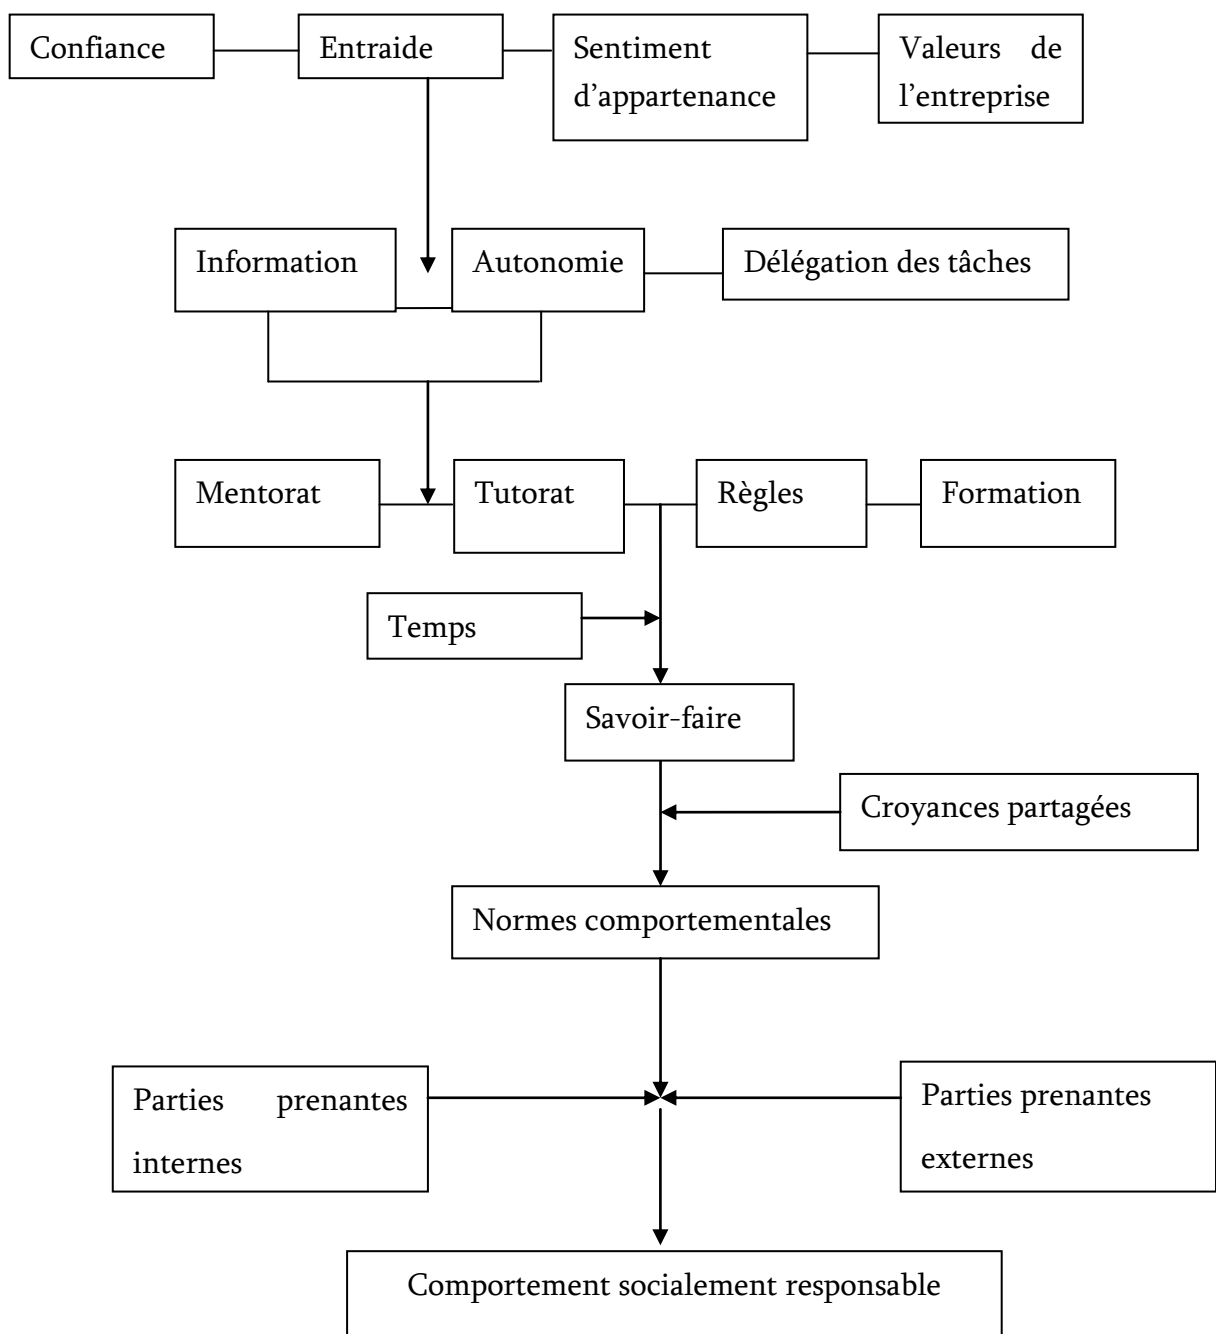 Confiance
Entraide
Sentiment
d'appartenance
Valeurs de
l’entreprise
Information
Autonomie
Délégation des tâches
Mentorat
Tutorat
Règles
Formation
Temps
Savoir-faire
Croyances partagées
Normes comportementales
Parties prenantes
internes
Parties prenantes
externes
Comportement socialement responsable